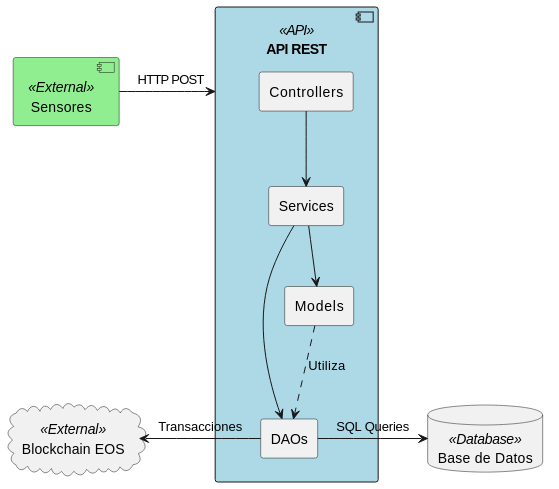 «API»
API REST
«External»
Sensores
HTTP POST
Controllers
Services
Models
Utiliza
«External»
Blockchain EOS
Transacciones
DAOs
SQL Queries
«Database»
Base de Datos